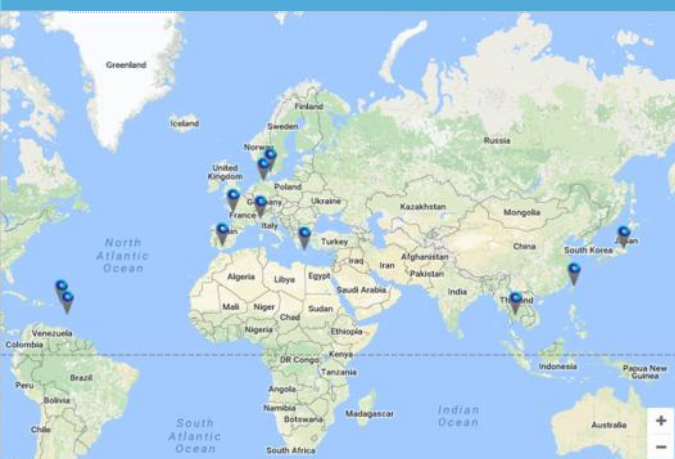 Greenland
Iceland
Finland
Sweden
Norway
Russia
United
Kingdom
Poland
Ukraine
France
Kazakhstan
Mongolia
Italy
Turkey
North
Atlantic
Ocean
China
South Korea
Iraq
Iran
Afghanistan
Pakistan
Algeria
Libya
Egypt
Saudi Arabia
India
Mali
Niger
Chad
Sudan
Nigeria
Ethiopia
Venezuela
Colombia
DR Congo
Kenya
Tanzania
Indonesia
Papua New
Guinea
Brazil
Peru
Bolivia
Angola
Namibia
Botswana
Madagascar
Indian
Ocean
Chile
South
Atlantic
Ocean
South Africa
Australia
+
−